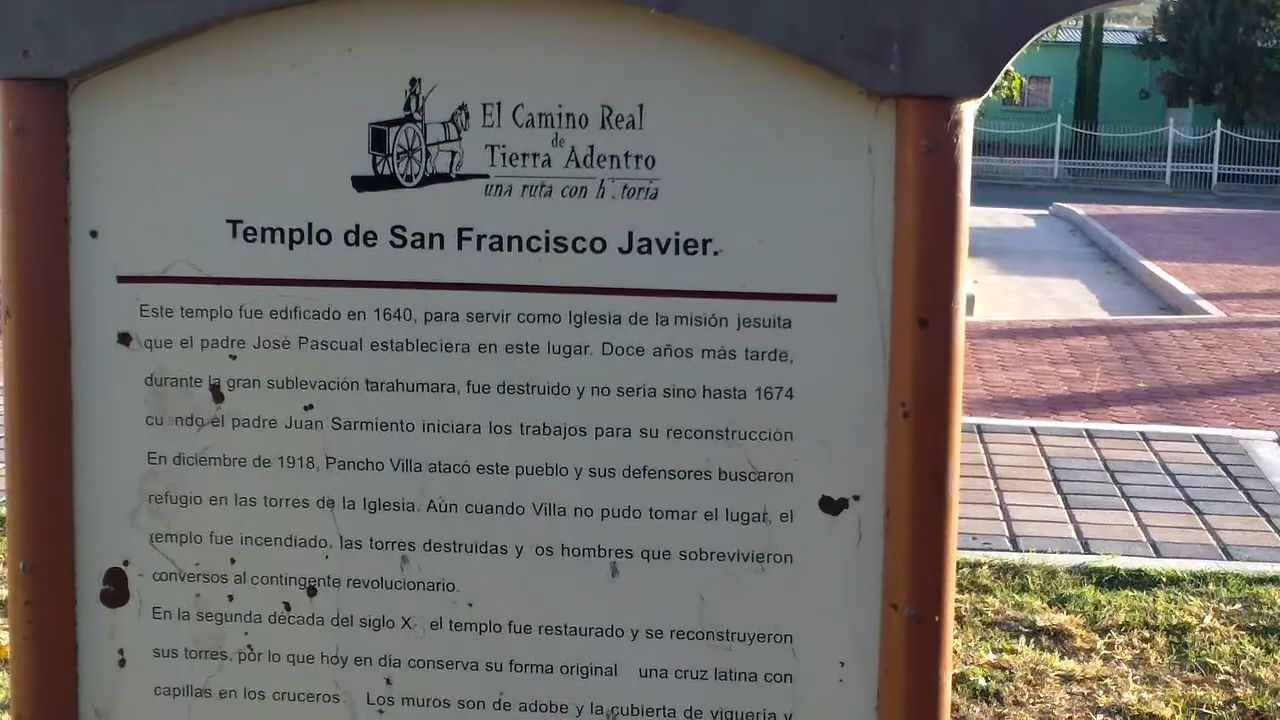 El Camino Real
de
Tierra Adentro
una ruta con h toria
Templo de San Francisco Javier.
Este templo fue edificado en 1640, para servir como Iglesia de la misión jesuita
que el padre José Pascual estableciera en este lugar. Doce años más tarde,
durante la gran sublevación tarahumara, fue destruido y no sería sino hasta 1674
cu ndo el padre Juan Sarmiento iniciara los trabajos para su reconstrucción
En diciembre de 1918, Pancho Villa atacó este pueblo y sus defensores buscaron
refugio en las torres de la Iglesia. Aún cuando Villa no pudo tomar el lugar, el
templo fue incendiado, las torres destruidas y os hombres que sobrevivieron
conversos al contingente revolucionario.
En la segunda década del siglo X el templo fue restaurado y se reconstruyeron
sus torres, por lo que hoy en día conserva su forma original una cruz latina con
capillas en los cruceros. Los muros son de adobe y la cubierta de viguería y